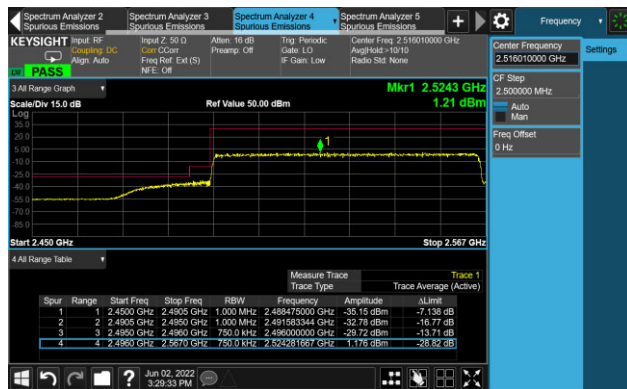 Spectrum Analyzer 2
Spurious Emissions
Spectrum Analyzer 3
Spurious Emissions
Spectrum Analyzer 4
Spurious Emissions
Spectrum Analyzer 5
Spurious Emissions
Frequency
KEYSIGHT
Input: RF
Coupling: DC
Align: Auto
Input Z: 50 Ω
Corr CCorr
Freq Ref: Ext (S)
NFE: Off
Atten: 16 dB
Preamp: Off
Trig: Periodic
Gate: LO
IF Gain: Low
Center Freq: 2.516010000 GHz
Avg|Hold:>10/10
Radio Std: None
PASS
Center Frequency
2.516010000 GHz
Settings
CF Step
2.500000 MHz
Auto
Man
Freq Offset
0 Hz
3 All Range Graph
Mkr1 2.5243 GHz
Scale/Div 15.0 dB
Ref Value 50.00 dBm
1.21 dBm
Log
35.0
20.0
5.00
-10.0
-25.0
-40.0
-55.0
-70.0
-85.0
1
Start 2.450 GHz
Stop 2.567 GHz
4 All Range Table
Measure Trace Trace 1
Trace Type Trace Average (Active)
Spur Range Start Freq Stop Freq RBW Frequency Amplitude ΔLimit
1 1 2.4500 GHz 2.4905 GHz 1.000 MHz 2.488475000 GHz -35.15 dBm -7.138 dB
2 2 2.4905 GHz 2.4950 GHz 1.000 MHz 2.491583344 GHz -32.78 dBm -16.77 dB
3 3 2.4950 GHz 2.4960 GHz 750.0 kHz 2.496000000 GHz -29.72 dBm -13.71 dB
4 4 2.4960 GHz 2.5670 GHz 750.0 kHz 2.524281667 GHz 1.176 dBm -28.82 dB
Jun 02, 2022
3:29:33 PM